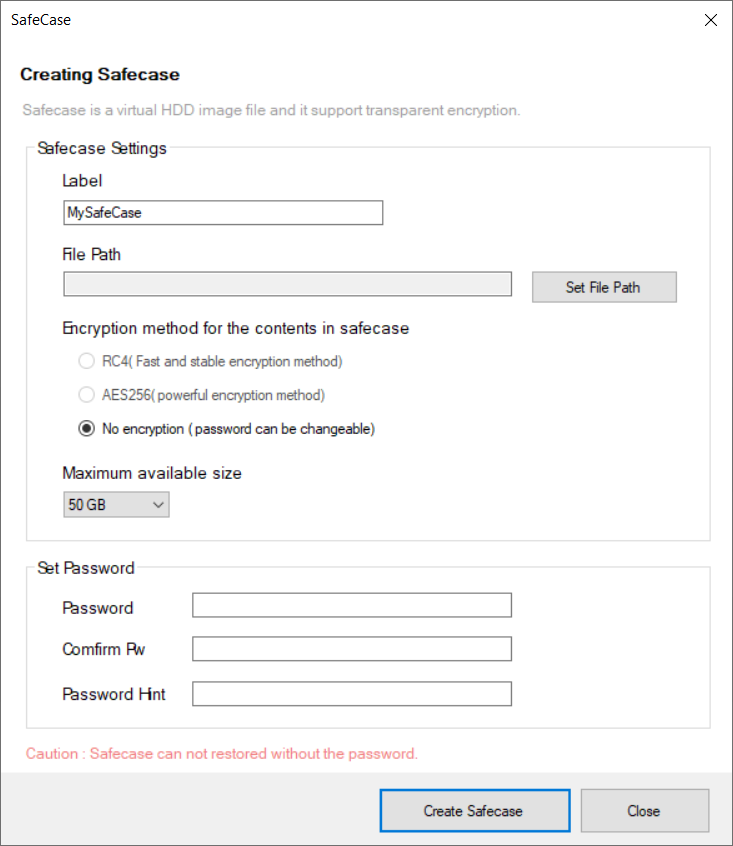 SafeCase
Creating Safecase
Safecase is a virtual HDD image file and it support transparent encryption.
Safecase Settings
Label
MySafeCase
File Path
Set File Path
Encryption method for the contents in safecase
RC4( Fast and stable encryption method)
AES256( powerful encryption method)
No encryption ( password can be changeable)
Maximum available size
50 GB
Set Password
Password
Comfirm Pw
Password Hint
Caution : Safecase can not restored without the password.
Create Safecase
Close